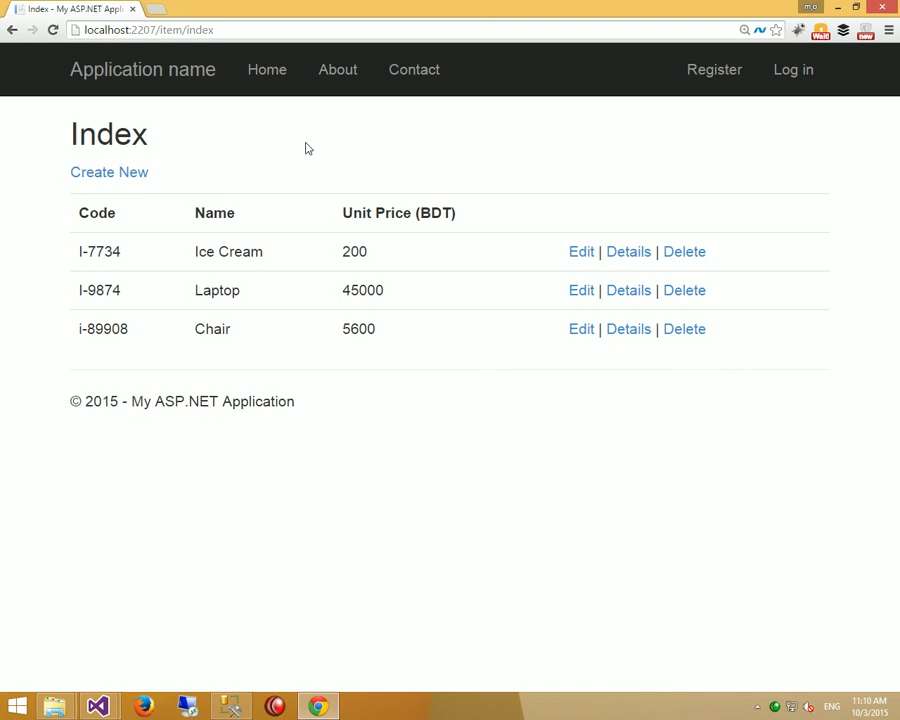 Index - My ASP.NET Appli
m,o
localhost:2207/item/index
Wait!
new
Application name Home About Contact Register Log in
Index
Create New
Code Name Unit Price (BDT)
I-7734 Ice Cream 200 Edit | Details | Delete
I-9874 Laptop 45000 Edit | Details | Delete
i-89908 Chair 5600 Edit | Details | Delete
© 2015 - My ASP.NET Application
ENG
11:10 AM
10/3/2015